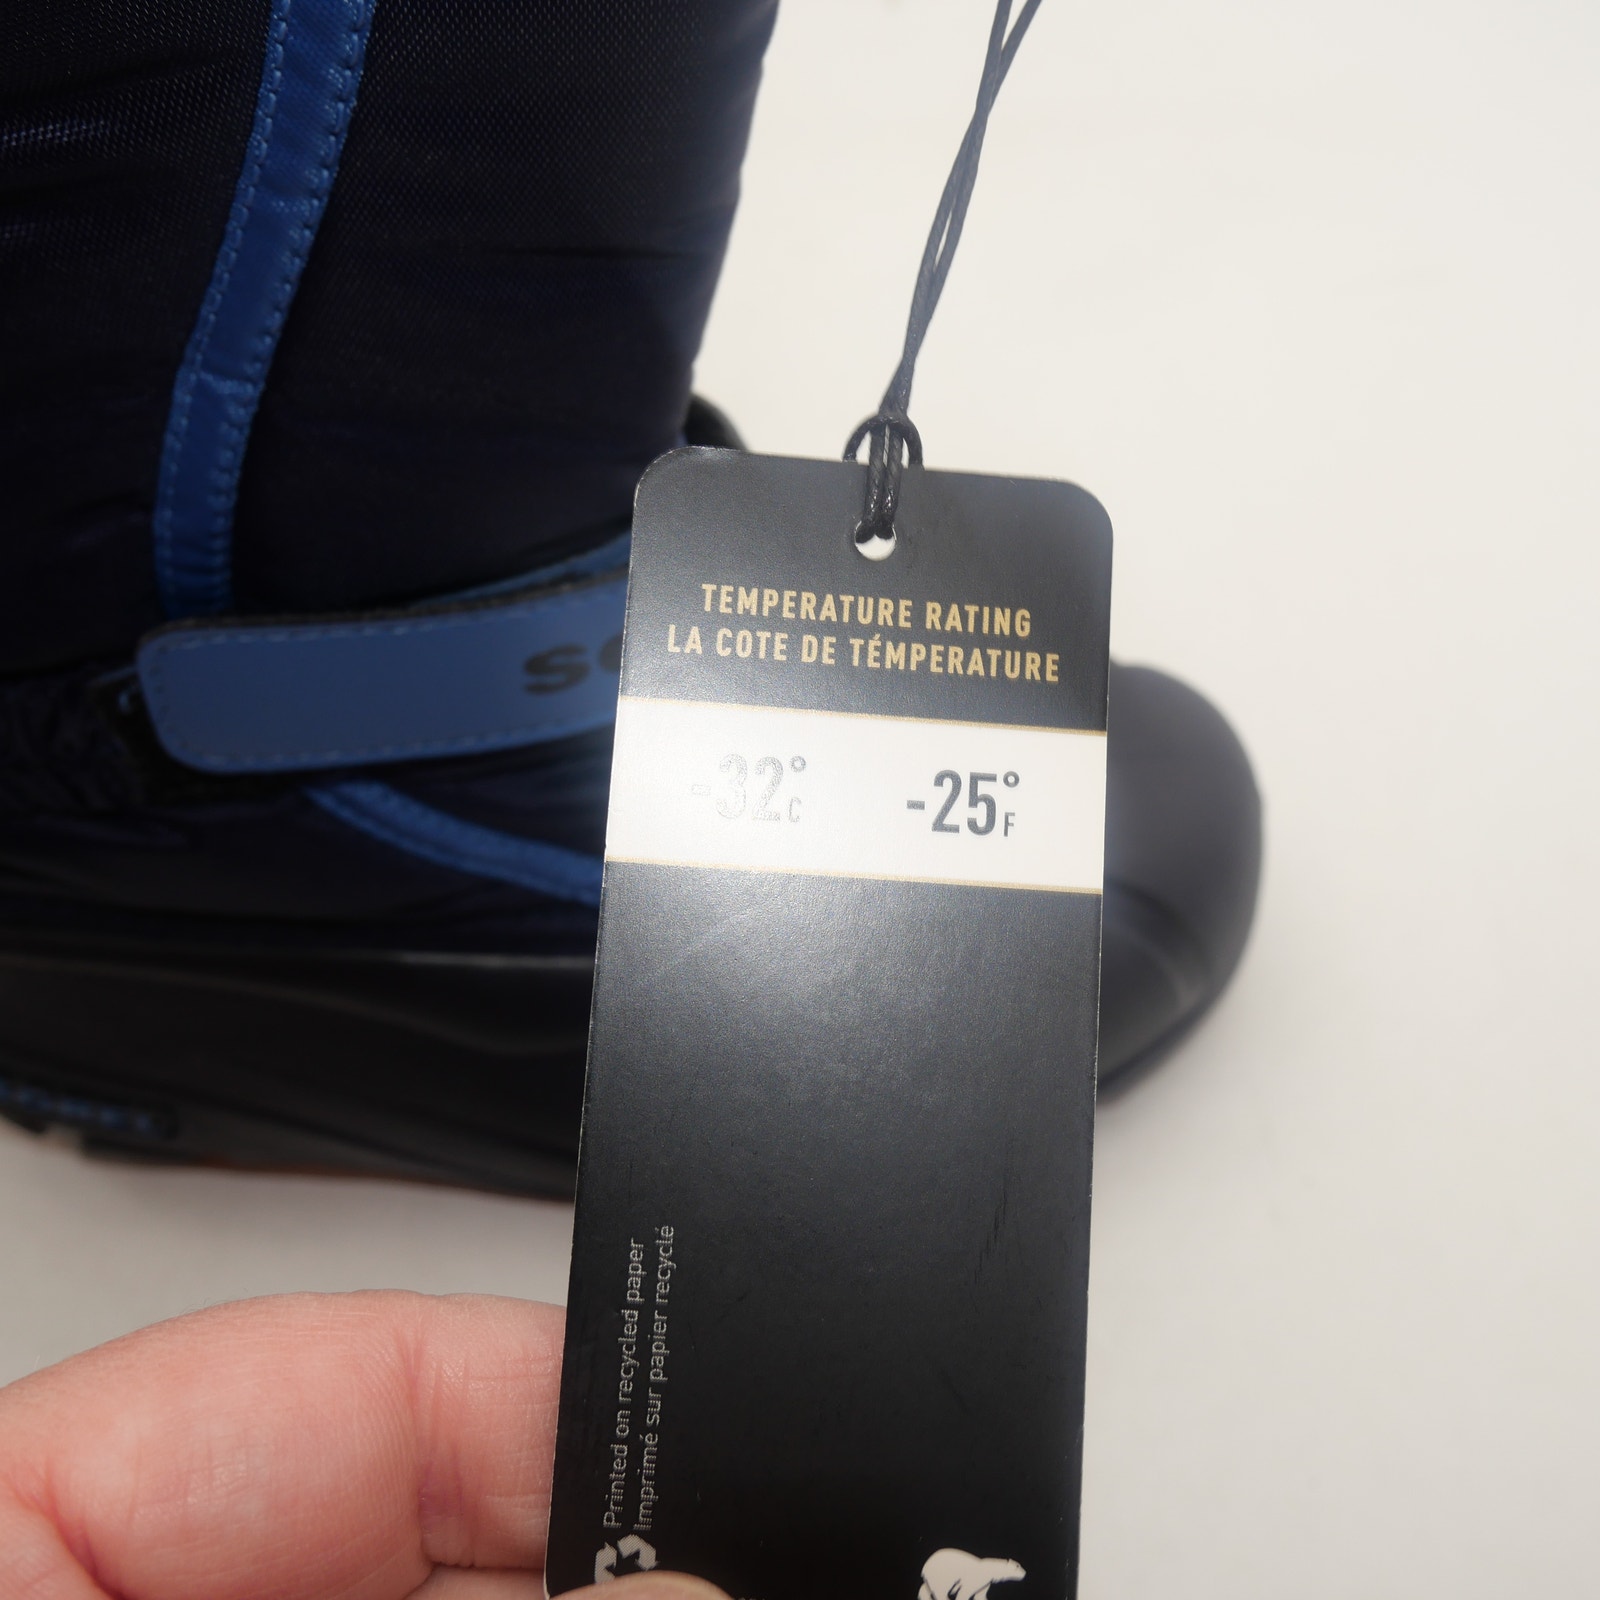 TEMPERATURE RATING
LA COTE DE TÉMPERATURE
-32°C -25°F
Printed on recycled paper
Imprimé sur papier recyclé